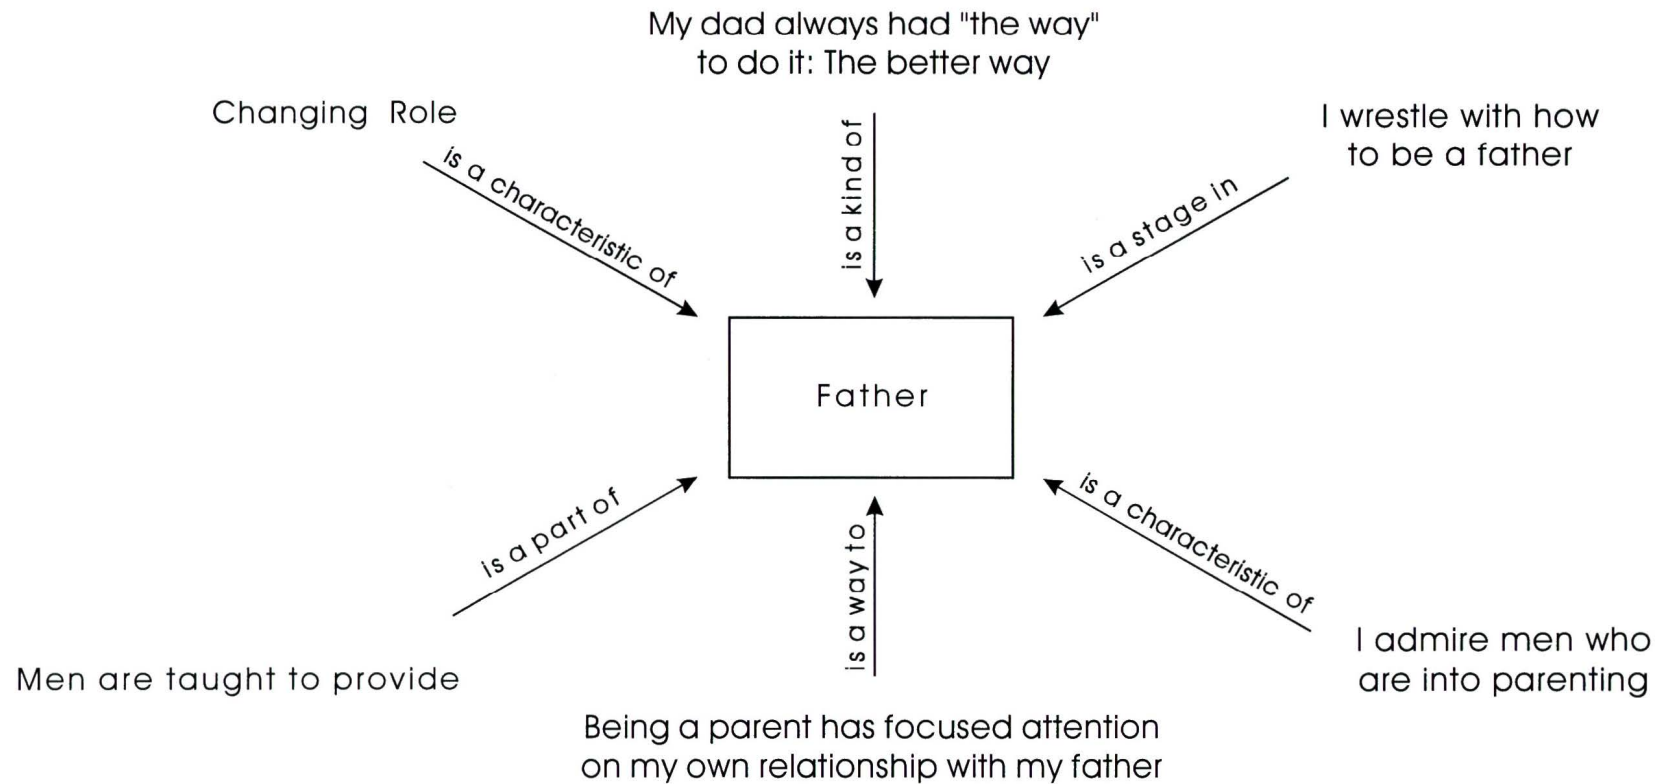 My dad always had "the way"
to do it: The better way
Changing Role
I wrestle with how
to be a father
is a characteristic of
is a kind of
is a stage in
Father
is a part of
is a way to
is a characteristic of
Men are taught to provide
I admire men who
are into parenting
Being a parent has focused attention
on my own relationship with my father